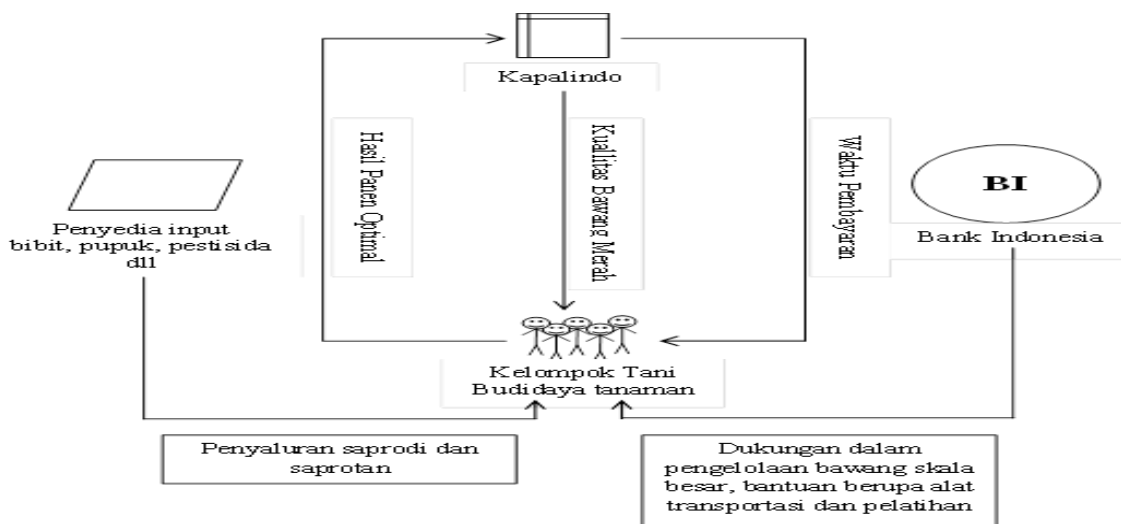 Kapalindo
Hasil Panen Optimal
Kuallitas Bawang Merah
Waktu Pembayaran
Penyedia input
bibit, pupuk, pestisida
dll
BI
Bank Indonesia
Kelompok Tani
Budidaya tanaman
Penyaluran saprodi dan
saprotan
Dukungan dalam
pengelolaan bawang skala
besar, bantuan berupa alat
transportasi dan pelatihan